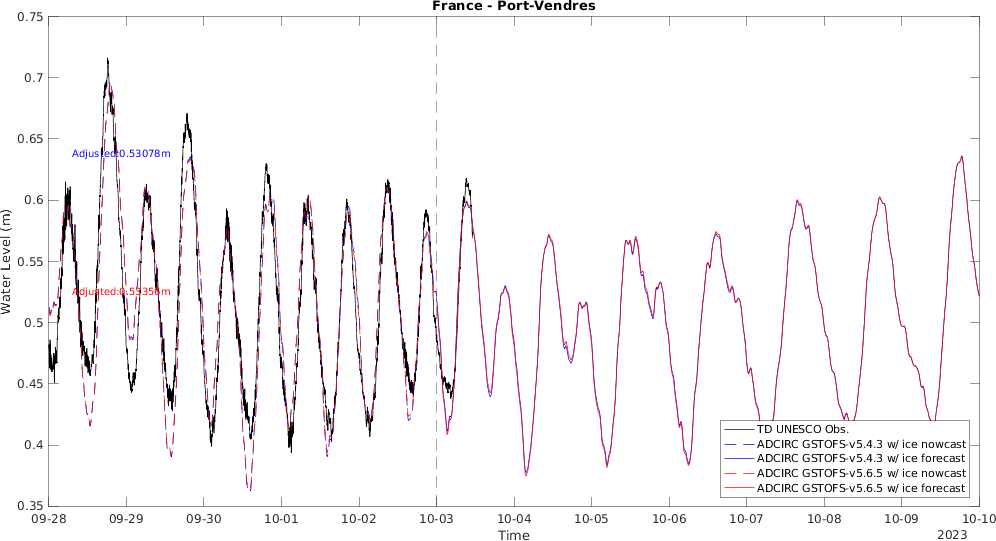 France - Port-Vendres
0.75
0.7
0.65
0.6
0.55
0.5
0.45
0.4
0.35
Water Level (m)
Adjusted:0.53078m
Adjusted:0.53350m
TD UNESCO Obs.
ADCIRC GSTOFS-v5.4.3 w/ ice nowcast
ADCIRC GSTOFS-v5.4.3 w/ ice forecast
ADCIRC GSTOFS-v5.6.5 w/ ice nowcast
ADCIRC GSTOFS-v5.6.5 w/ ice forecast
09-28 09-29 09-30 10-01 10-02 10-03 10-04 10-05 10-06 10-07 10-08 10-09 10-10
Time
2023